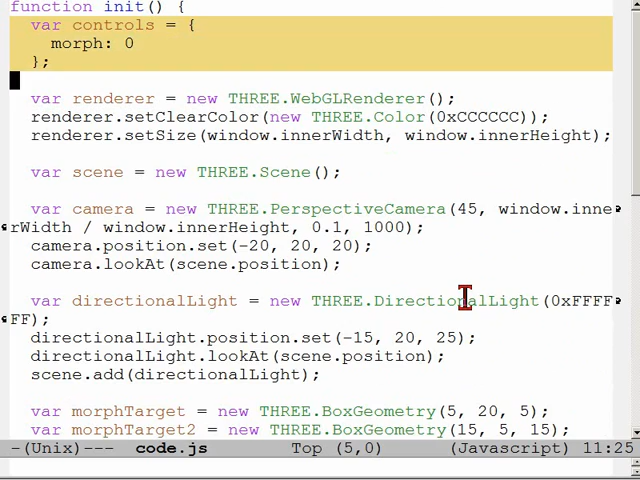 function init() {
  var controls = {
    morph: 0
  };
  var renderer = new THREE.WebGLRenderer();
  renderer.setClearColor(new THREE.Color(0xCCCCCC));
  renderer.setSize(window.innerWidth, window.innerHeight);
  var scene = new THREE.Scene();
  var camera = new THREE.PerspectiveCamera(45, window.inne
rWidth / window.innerHeight, 0.1, 1000);
  camera.position.set(-20, 20, 20);
  camera.lookAt(scene.position);
  var directionalLight = new THREE.DirectionalLight(0xFFFF
FF);
  directionalLight.position.set(-15, 20, 25);
  directionalLight.lookAt(scene.position);
  scene.add(directionalLight);
  var morphTarget = new THREE.BoxGeometry(5, 20, 5);
  var morphTarget2 = new THREE.BoxGeometry(15, 5, 15);
-(Unix)--- code.js Top (5,0) (Javascript) 11:25